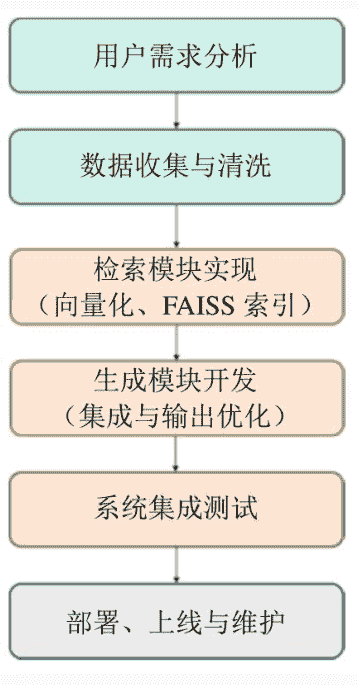 用户需求分析
数据收集与清洗
检索模块实现
（向量化、FAISS 索引）
生成模块开发
（集成与输出优化）
系统集成测试
部署、上线与维护